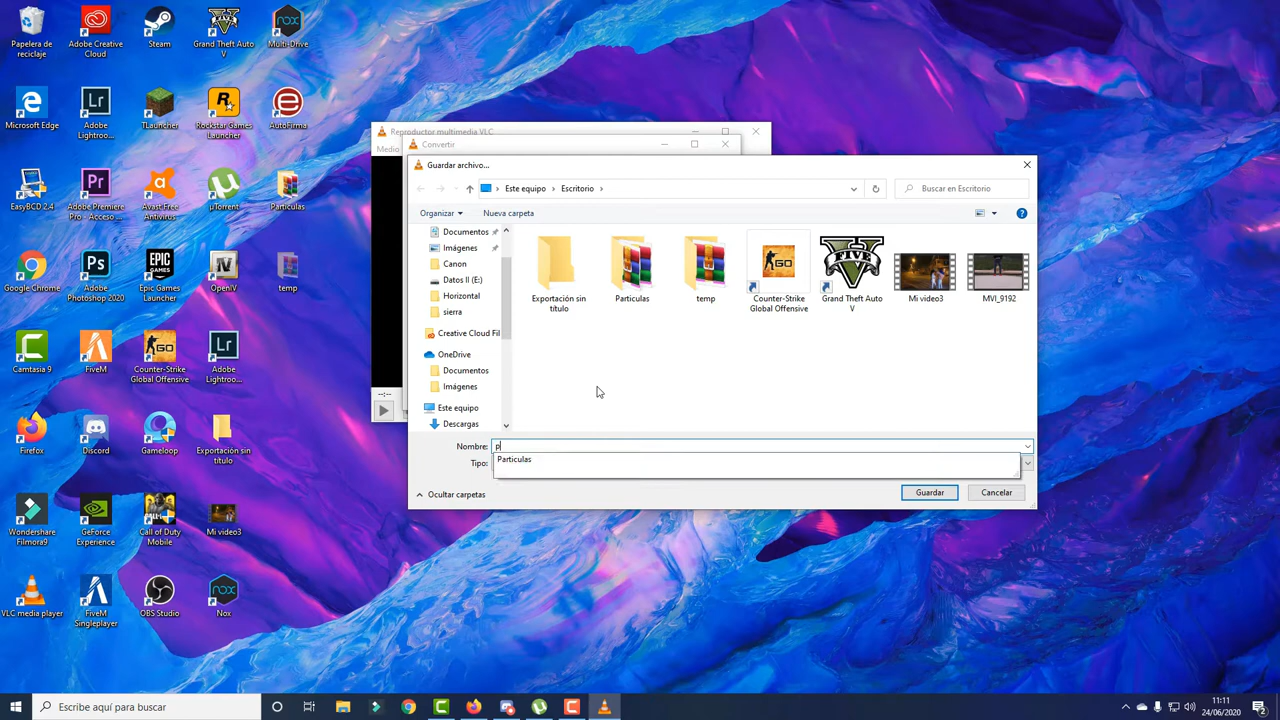 Papelera de
reciclaje
Adobe Creative
Cloud
Steam
Grand Theft Auto
V
Multi-Drive
Microsoft Edge
Adobe
Lightroo...
TLauncher
Rockstar Games
Launcher
AutoFirma
EasyBCD 2.4
Adobe Premiere
Pro - Acceso ...
Avast Free
Antivirus
µTorrent
Particulas
Google Chrome
Adobe
Photoshop 2020
Epic Games
Launcher
OpenIV
temp
Camtasia 9
FiveM
Counter-Strike
Global Offensive
Adobe
Lightroo...
Firefox
Discord
Gameloop
Exportación sin
título
Wondershare
Filmora9
GeForce
Experience
Call of Duty
Mobile
Mi video3
VLC media player
FiveM
Singleplayer
OBS Studio
Nox
Reproductor multimedia VLC
Medio
Convertir
--:--
Guardar archivo...
Este equipo
Escritorio
Buscar en Escritorio
Organizar
Nueva carpeta
Documentos
Imágenes
Canon
Datos II (E:)
Horizontal
sierra
Creative Cloud Fil
OneDrive
Documentos
Imágenes
Este equipo
Descargas
Exportación sin
título
Particulas
temp
Counter-Strike
Global Offensive
Grand Theft Auto
V
Mi video3
MVI_9192
Nombre:
p
Particulas
Tipo:
Ocultar carpetas
Guardar
Cancelar
Escribe aquí para buscar
11:11
24/06/2020
2